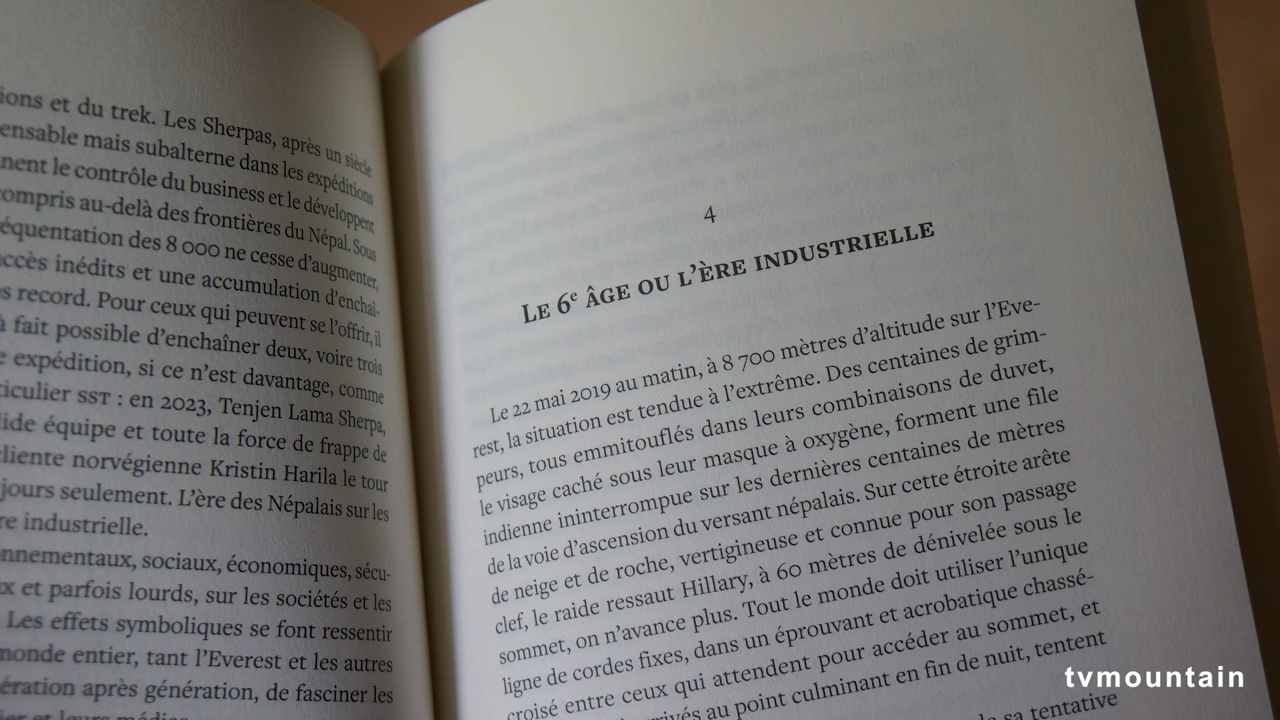 ions et du trek. Les Sherpas, après un siècle
ensable mais subalterne dans les expéditions
nent le contrôle du business et le développent
compris au-delà des frontières du Népal. Sous
équentation des 8 000 ne cesse d'augmenter,
accès inédits et une accumulation d'enchaî-
s record. Pour ceux qui peuvent se l'offrir, il
à fait possible d'enchaîner deux, voire trois
e expédition, si ce n'est davantage, comme
ticulier SST : en 2023, Tenjen Lama Sherpa,
lide équipe et toute la force de frappe de
cliente norvégienne Kristin Harila le tour
jours seulement. L'ère des Népalais sur les
re industrielle.
nnementaux, sociaux, économiques, sécu-
ux et parfois lourds, sur les sociétés et les
Les effets symboliques se font ressentir
monde entier, tant l'Everest et les autres
ération après génération, de fasciner les
et leurs médias
4
Le 6e âge ou l'ère industrielle
Le 22 mai 2019 au matin, à 8 700 mètres d'altitude sur l'Eve-
rest, la situation est tendue à l'extrême. Des centaines de grim-
peurs, tous emmitouflés dans leurs combinaisons de duvet,
le visage caché sous leur masque à oxygène, forment une file
indienne ininterrompue sur les dernières centaines de mètres
de la voie d'ascension du versant népalais. Sur cette étroite arête
de neige et de roche, vertigineuse et connue pour son passage
clef, le raide ressaut Hillary, à 60 mètres de dénivelée sous le
sommet, on n'avance plus. Tout le monde doit utiliser l'unique
ligne de cordes fixes, dans un éprouvant et acrobatique chassé-
croisé entre ceux qui attendent pour accéder au sommet, et
rivés au point culminant en fin de nuit, tentent
de sa tentative
tvmountain